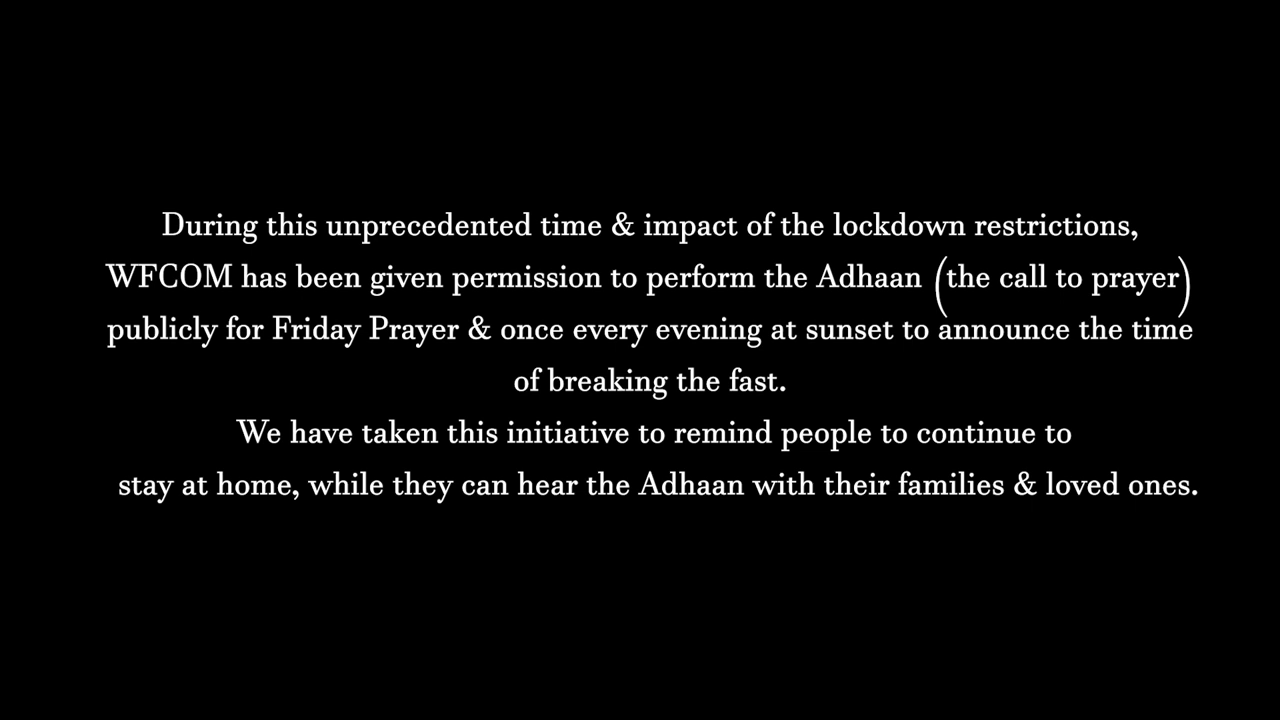 During this unprecedented time & impact of the lockdown restrictions,
WFCOM has been given permission to perform the Adhaan (the call to prayer)
publicly for Friday Prayer & once every evening at sunset to announce the time
of breaking the fast.
We have taken this initiative to remind people to continue to
stay at home, while they can hear the Adhaan with their families & loved ones.